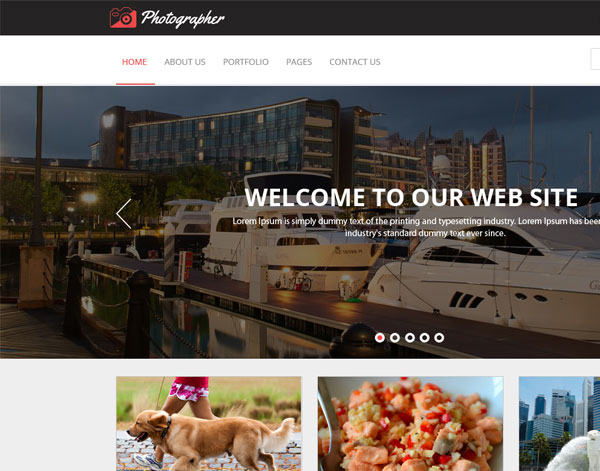 Photographer
HOME ABOUT US PORTFOLIO PAGES CONTACT US
WELCOME TO OUR WEB SITE
Lorem Ipsum is simply dummy text of the printing and typesetting industry. Lorem Ipsum has been
industry's standard dummy text ever since.